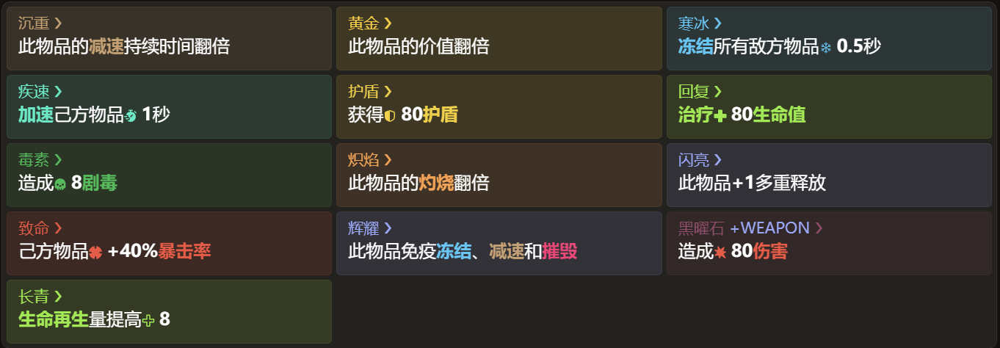 沉重
此物品的减速持续时间翻倍
黄金
此物品的价值翻倍
寒冰
冻结所有敌方物品 0.5秒
疾速
加速己方物品 1秒
护盾
获得 80护盾
回复
治疗 80生命值
毒素
造成 8剧毒
炽焰
此物品的灼烧翻倍
闪亮
此物品+1多重释放
致命
己方物品 +40%暴击率
辉耀
此物品免疫冻结、减速和摧毁
黑曜石 +WEAPON
造成 80伤害
长青
生命再生量提高 8